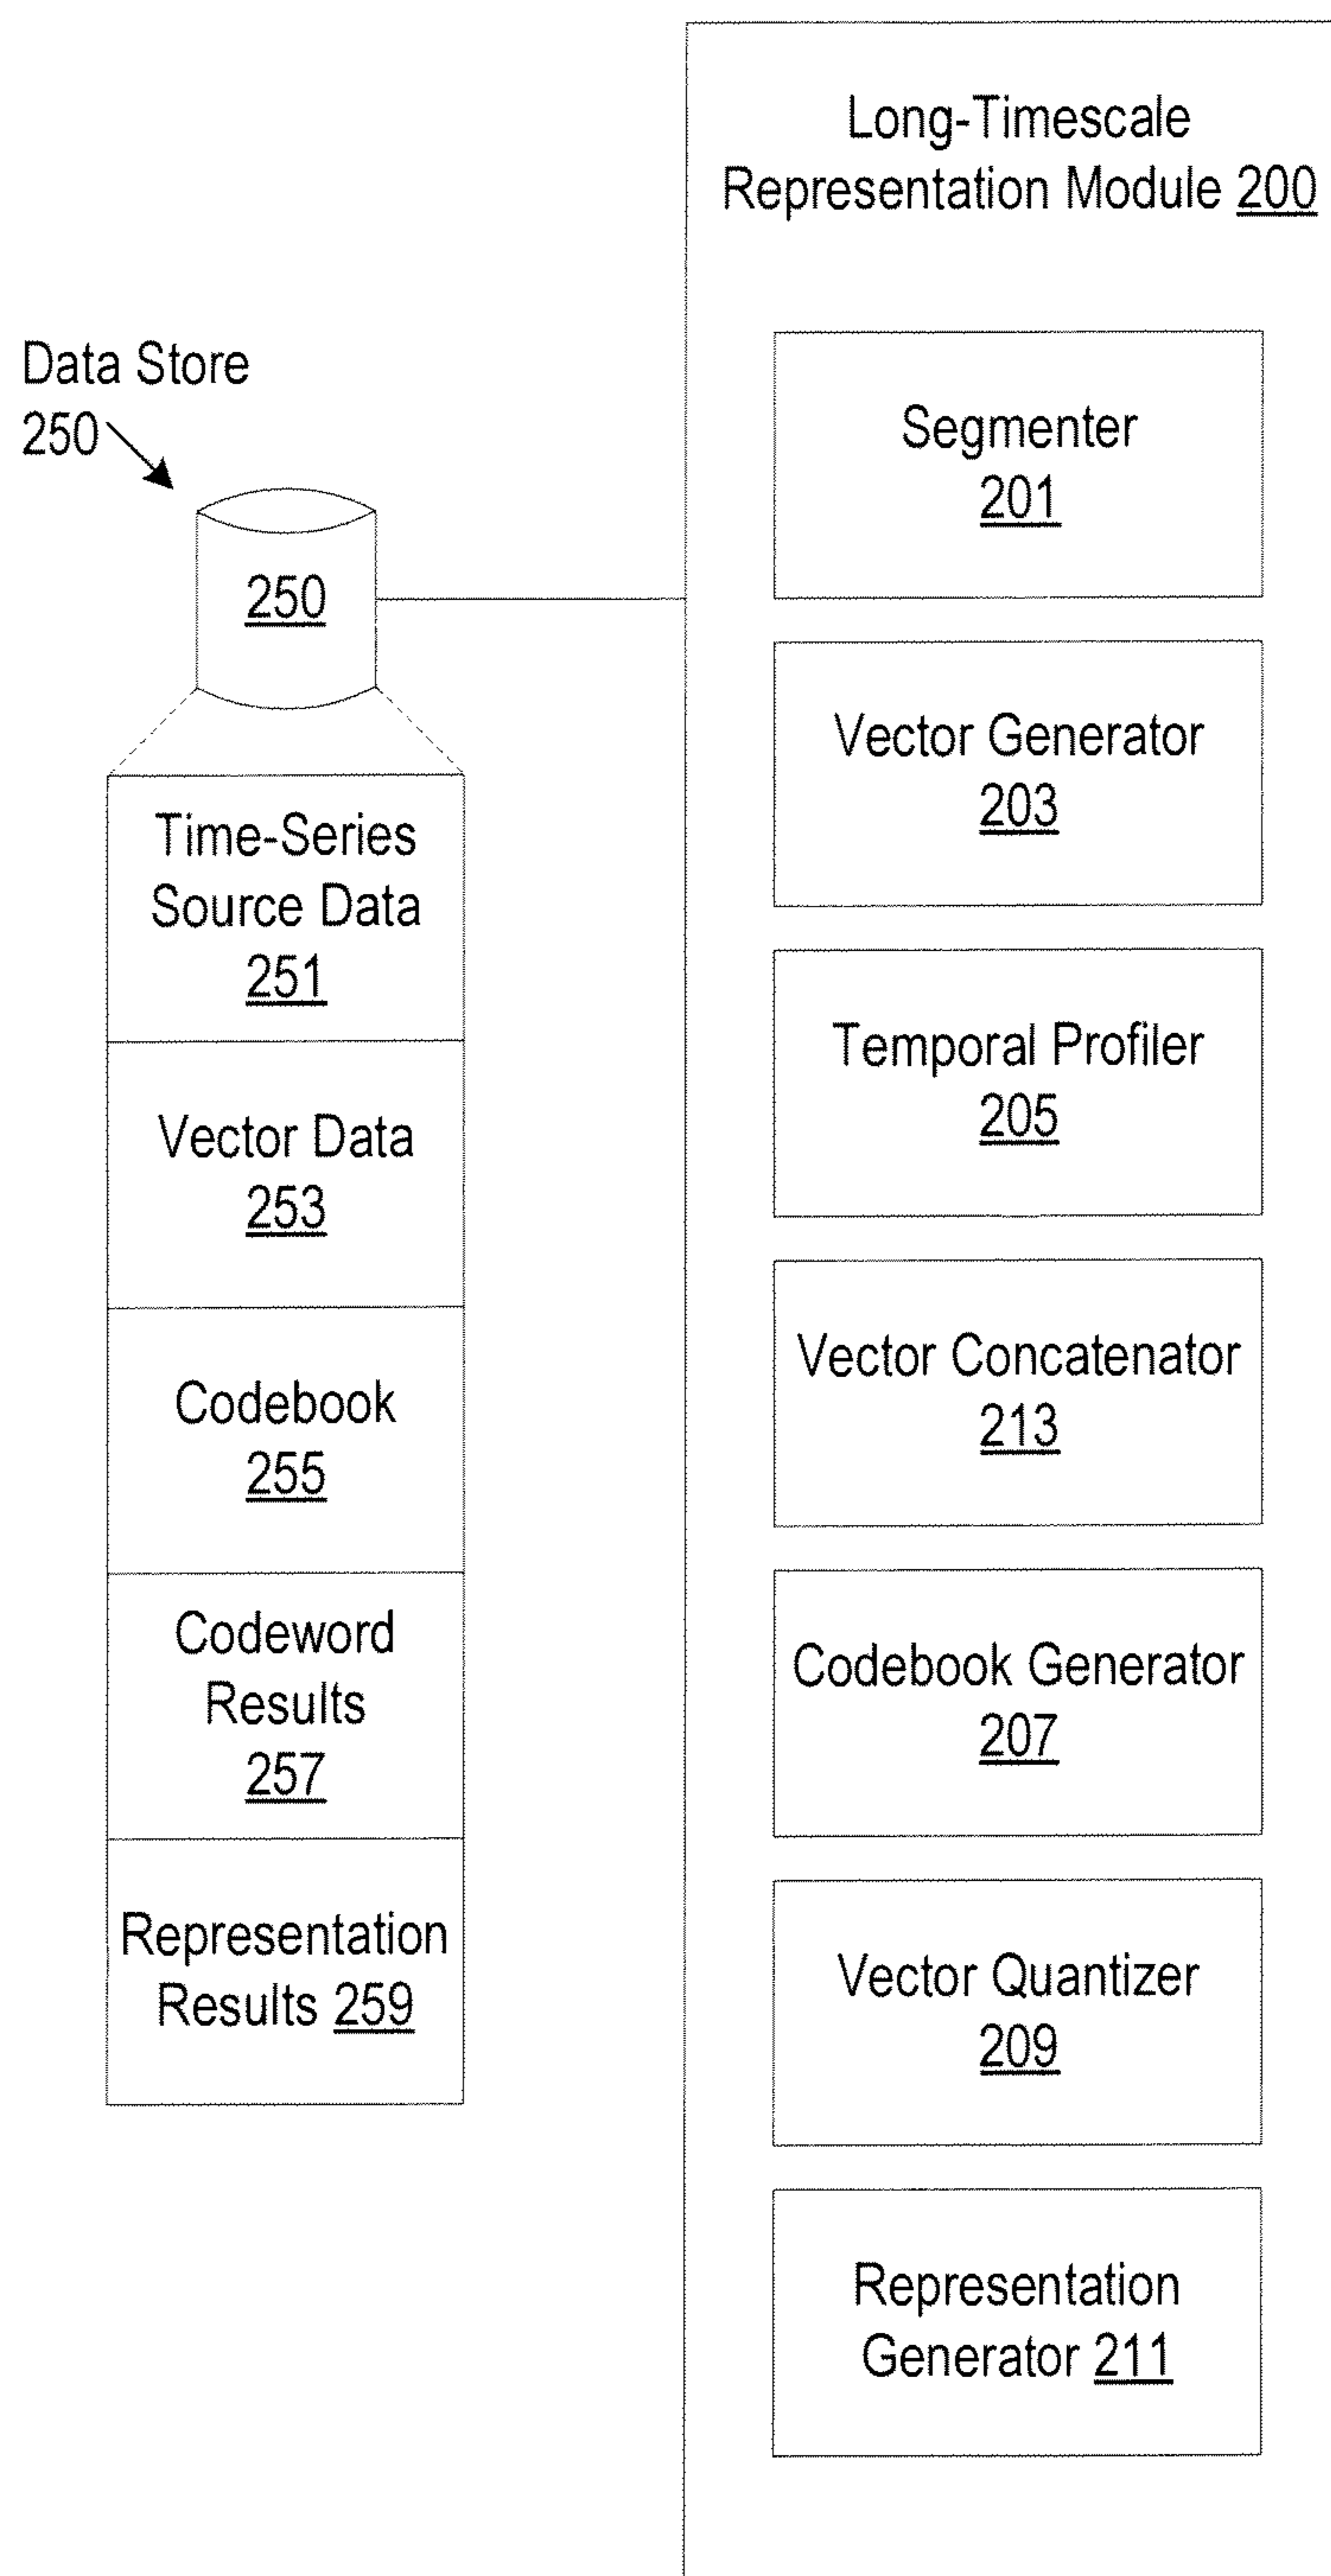 Long-Timescale
Representation Module 200
Data Store
250
250
Time-Series
Source Data
251
Vector Data
253
Codebook
255
Codeword
Results
257
Representation
Results 259
Segmenter
201
Vector Generator
203
Temporal Profiler
205
Vector Concatenator
213
Codebook Generator
207
Vector Quantizer
209
Representation
Generator 211